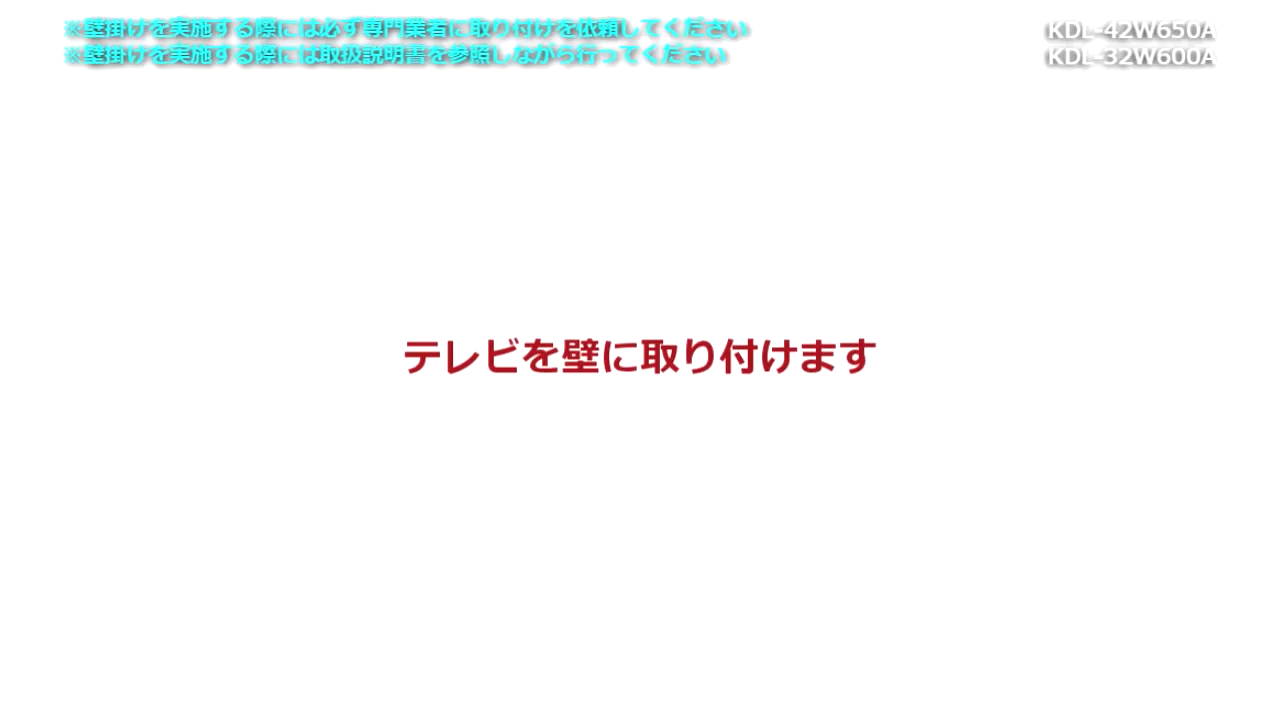 ※壁掛けを実施する際には必ず専門業者に取り付けを依頼してください
※壁掛けを実施する際には取扱説明書を参照しながら行ってください
KDL-42W650A
KDL-32W600A
テレビを壁に取り付けます